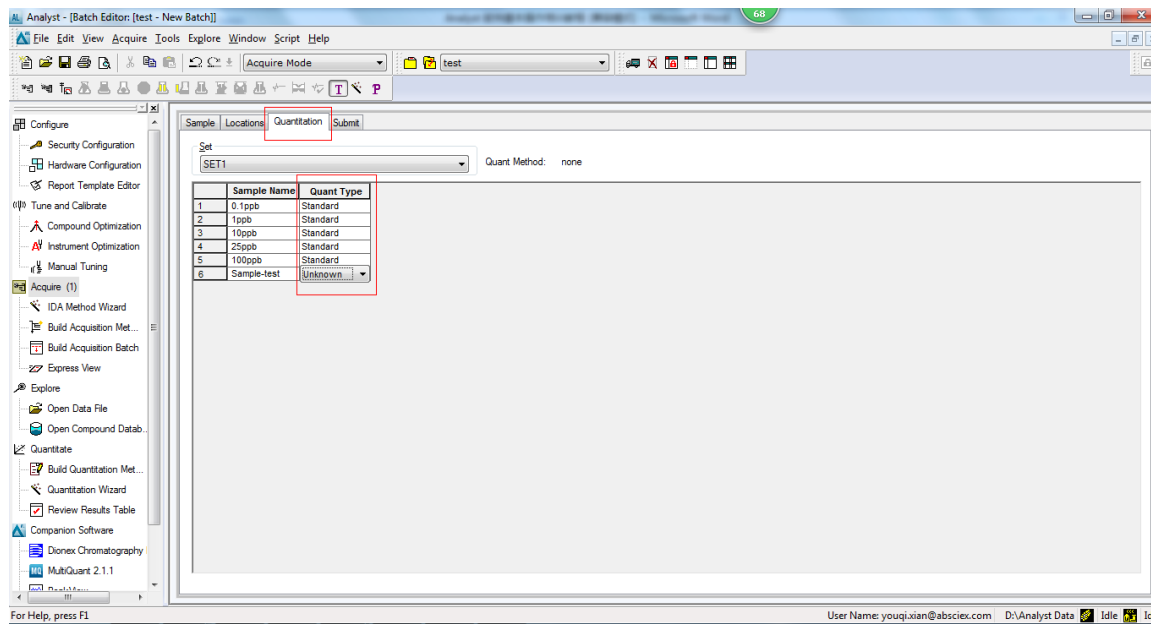 Analyst - [Batch Editor: [test - New Batch]]
68
File Edit View Acquire Tools Explore Window Script Help
Acquire Mode
test
T P
Configure
Security Configuration
Hardware Configuration
Report Template Editor
Tune and Calibrate
Compound Optimization
Instrument Optimization
Manual Tuning
Acquire (1)
IDA Method Wizard
Build Acquisition Met...
Build Acquisition Batch
Express View
Explore
Open Data File
Open Compound Datab..
Quantitate
Build Quantitation Met...
Quantitation Wizard
Review Results Table
Companion Software
Dionex Chromatography
MultiQuant 2.1.1
Sample Locations Quantitation Submit
Set
SET1 Quant Method: none
Sample Name Quant Type
1 0.1ppb Standard
2 1ppb Standard
3 10ppb Standard
4 25ppb Standard
5 100ppb Standard
6 Sample-test Unknown
For Help, press F1 User Name: youqi.xian@absciex.com D:\Analyst Data Idle